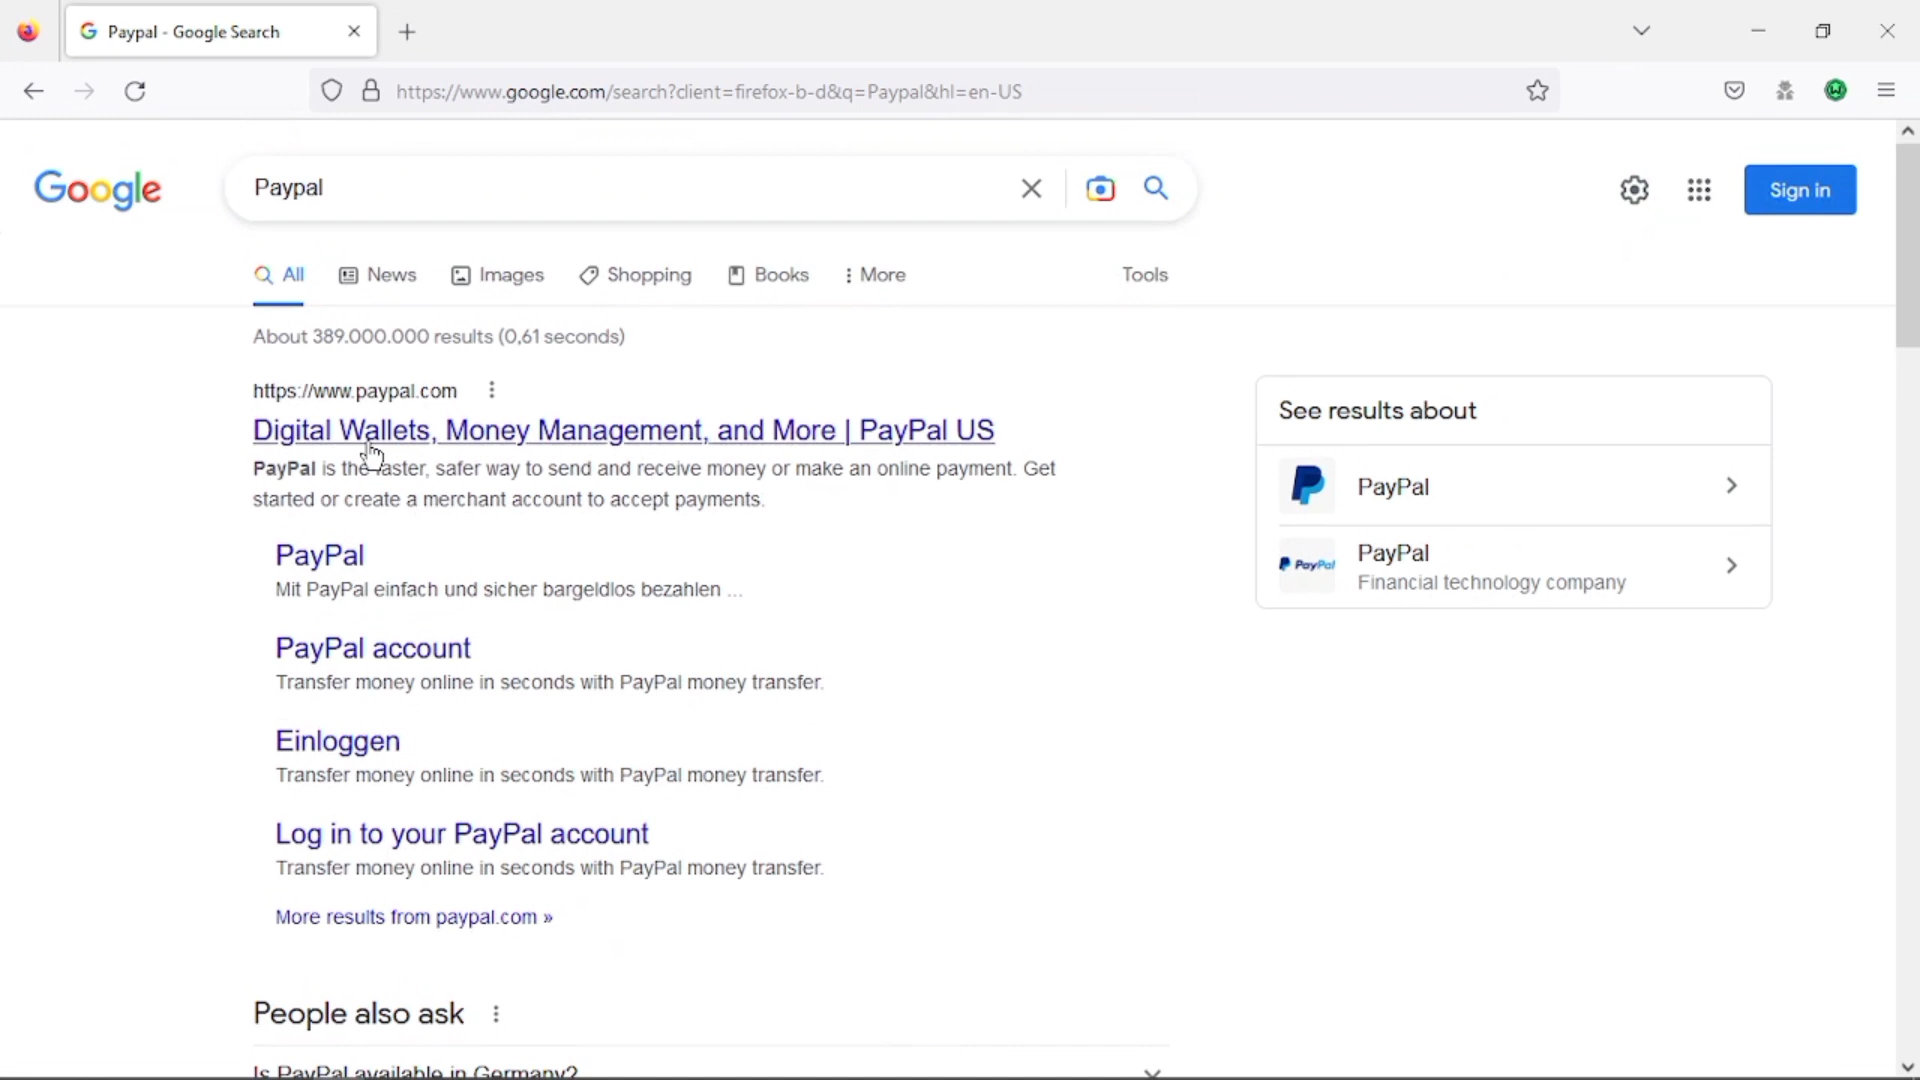 Paypal - Google Search
https://www.google.com/search?client=firefox-b-d&q=Paypal&hl=en-US
Google
Paypal
Sign in
All
News
Images
Shopping
Books
More
Tools
About 389.000.000 results (0,61 seconds)
https://www.paypal.com
Digital Wallets, Money Management, and More | PayPal US
PayPal is the faster, safer way to send and receive money or make an online payment. Get
started or create a merchant account to accept payments.
See results about
PayPal
PayPal
PayPal
Financial technology company
PayPal
Mit PayPal einfach und sicher bargeldlos bezahlen ...
PayPal account
Transfer money online in seconds with PayPal money transfer.
Einloggen
Transfer money online in seconds with PayPal money transfer.
Log in to your PayPal account
Transfer money online in seconds with PayPal money transfer.
More results from paypal.com »
People also ask
Is PayPal available in Germany?